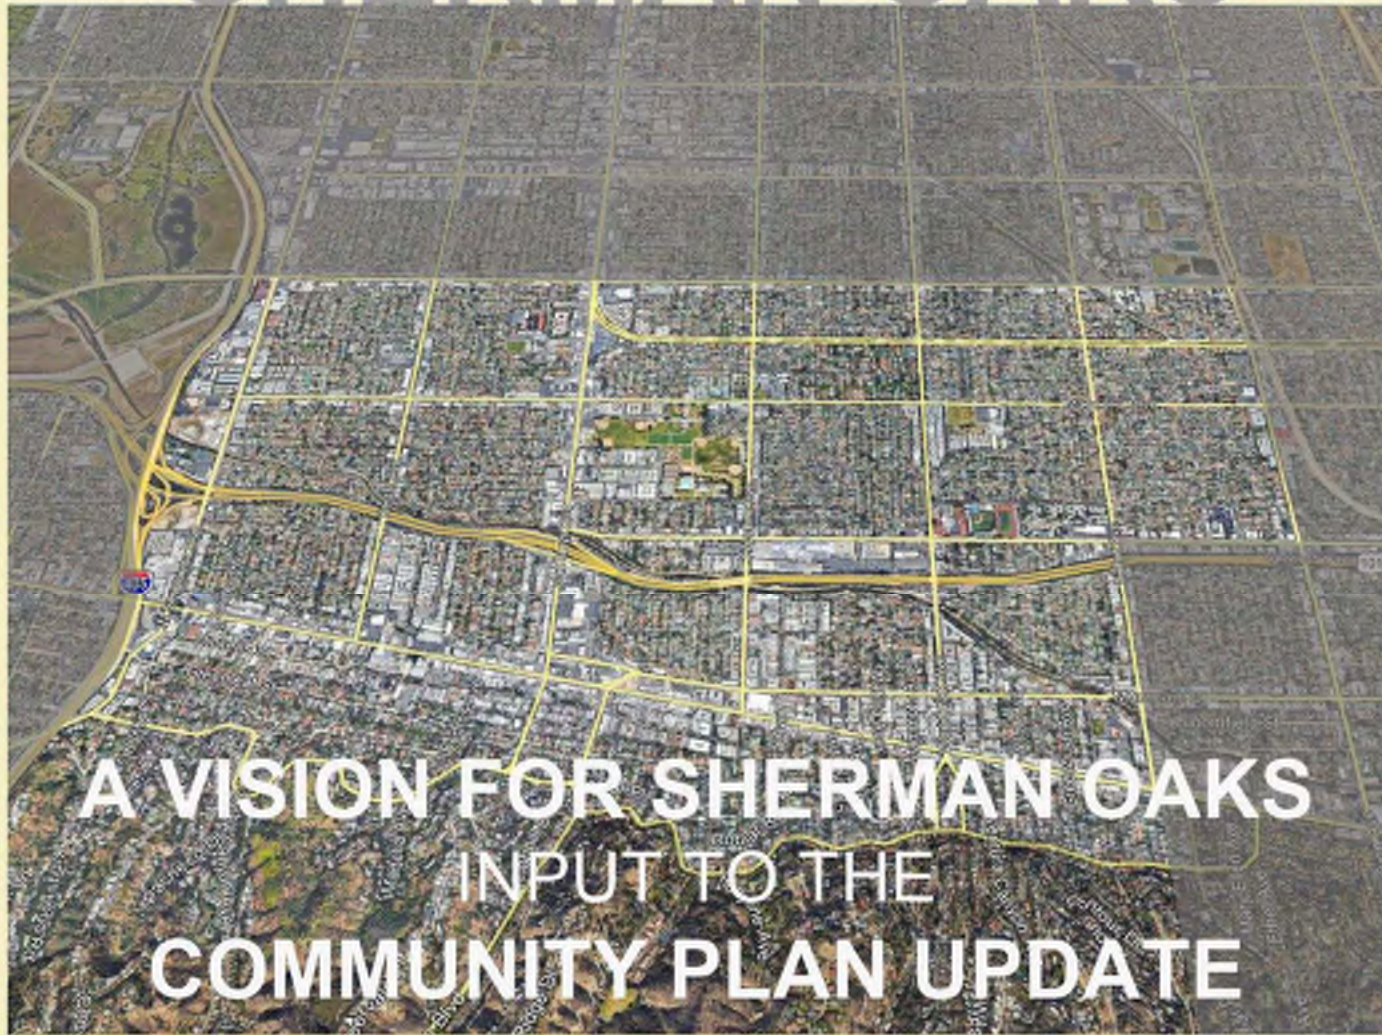 A VISION FOR SHERMAN OAKS
INPUT TO THE
COMMUNITY PLAN UPDATE